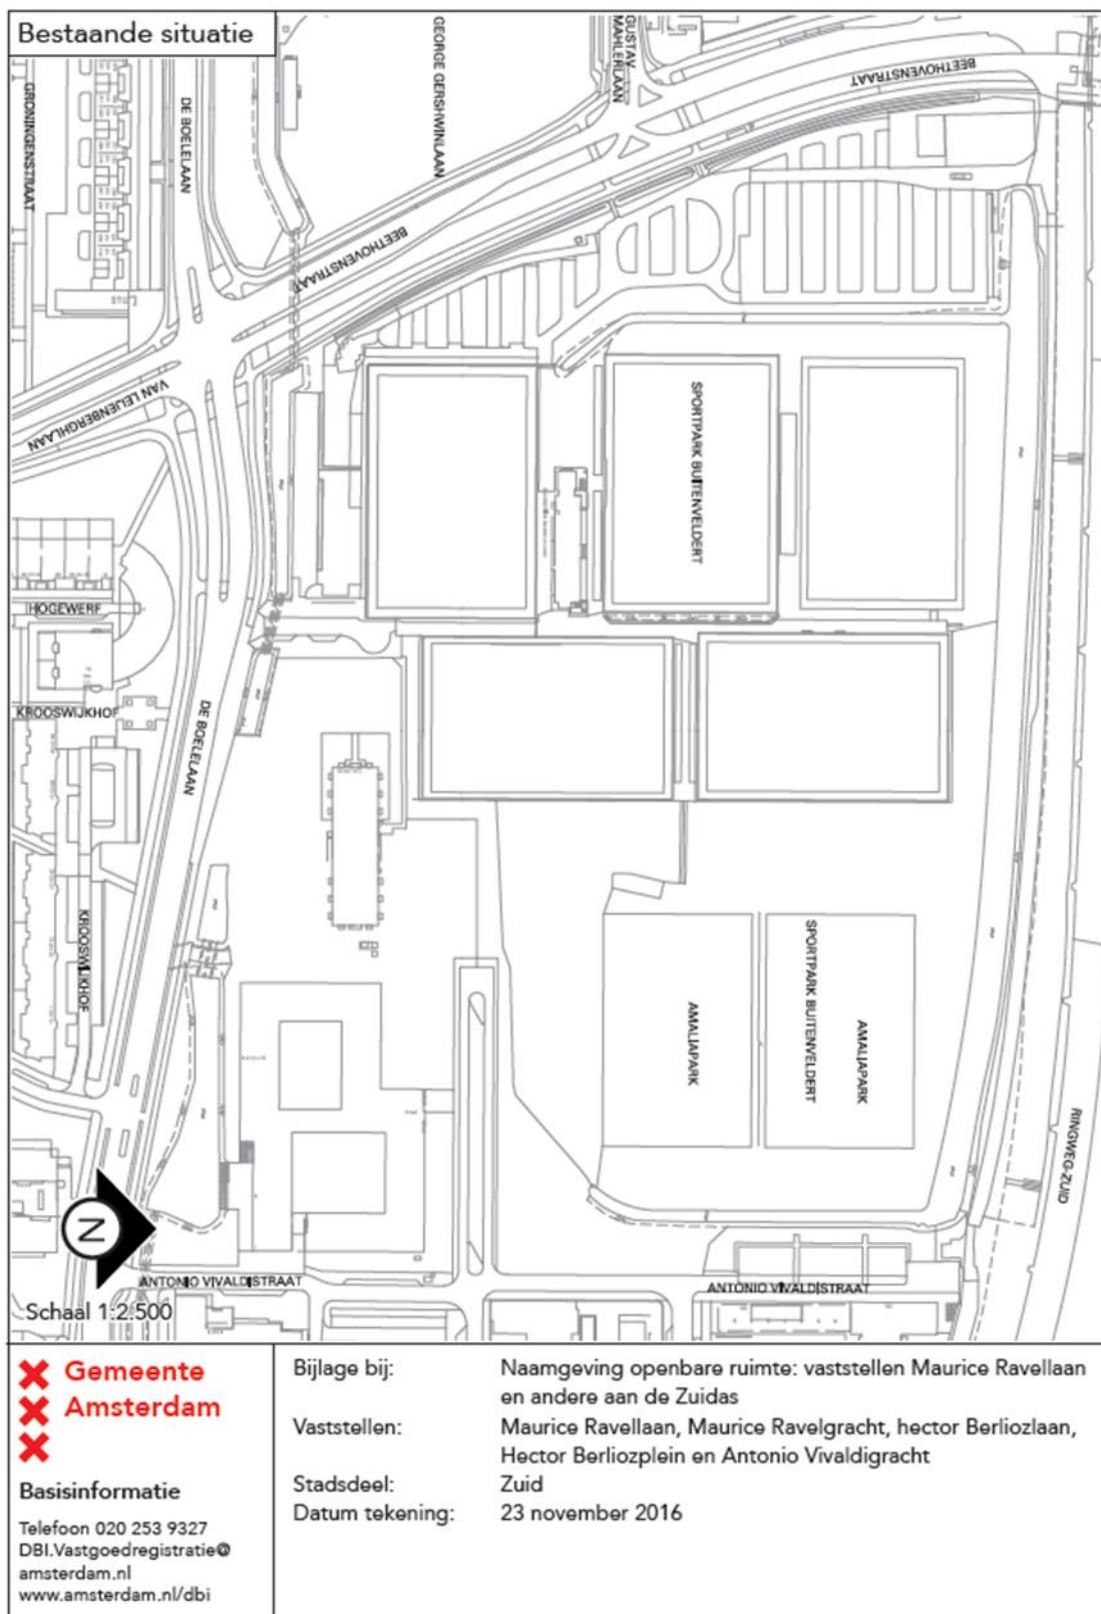 Bestaande situatie
GRONINGENSTRAAT
DE BOELELAAN
GEORGE GERSHWINLAAN
GUSTAV
MAHLERLAAN
BEETHOVENSTRAAT
BEETHOVENSTRAAT
VAN LEIJENBERGHLAAN
SPORTPARK BUITENVELDERT
HOGEWERF
KROOSWIJKHOF
DE BOELELAAN
KROOSWIJKHOF
AMALIAPARK
SPORTPARK BUITENVELDERT
AMALIAPARK
RINGWEG-ZUID
N
ANTONIO VIVALDISTRAAT
ANTONIO VIVALDISTRAAT
Schaal 1:2.500
Gemeente
Amsterdam
Basisinformatie
Telefoon 020 253 9327
DBI.Vastgoedregistratie@
amsterdam.nl
www.amsterdam.nl/dbi
Bijlage bij: Naamgeving openbare ruimte: vaststellen Maurice Ravellaan
en andere aan de Zuidas
Vaststellen: Maurice Ravellaan, Maurice Ravelgracht, hector Berliozlaan,
Hector Berliozplein en Antonio Vivaldigracht
Stadsdeel: Zuid
Datum tekening: 23 november 2016